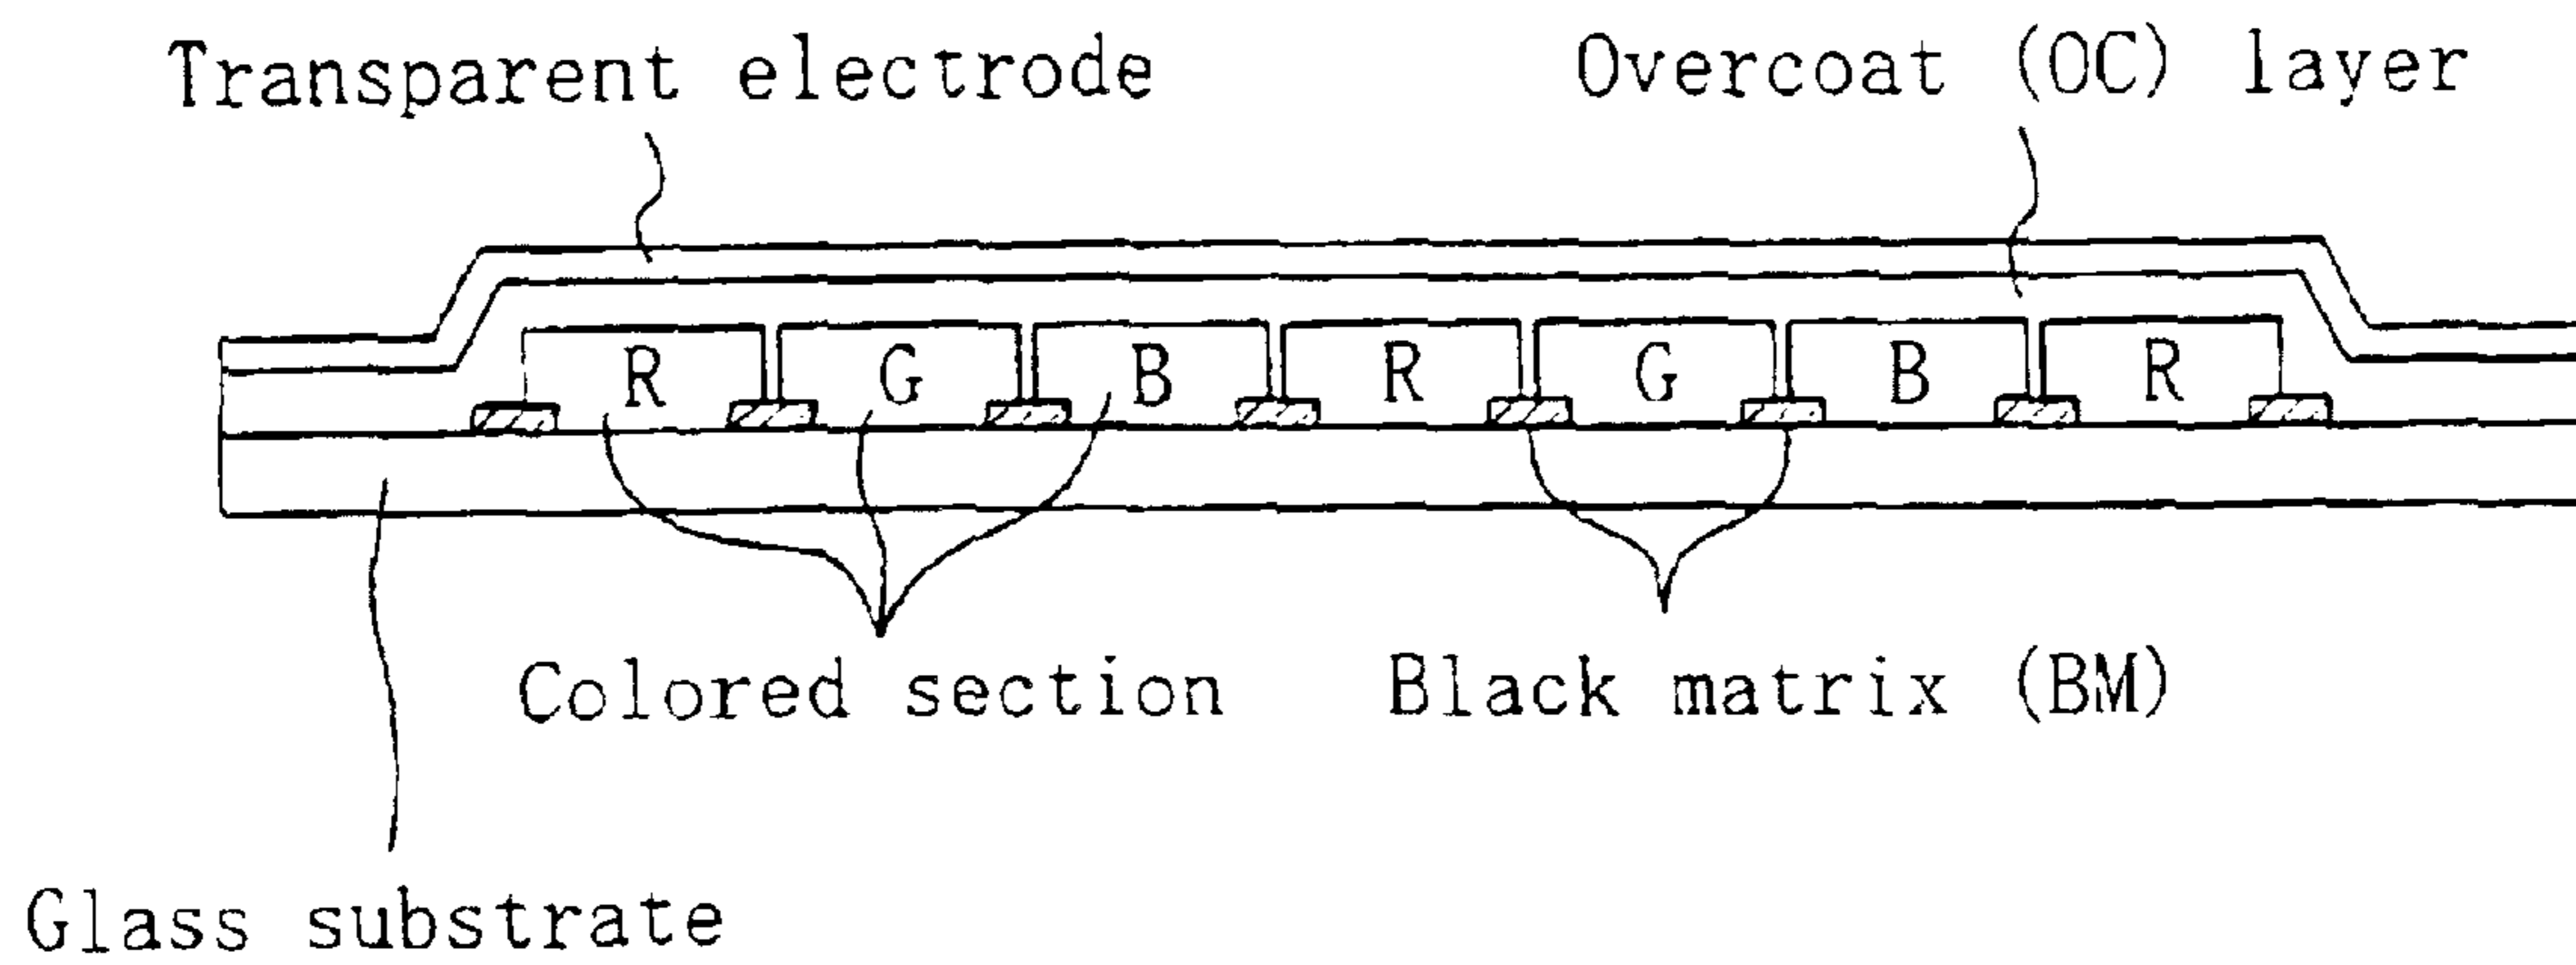 Transparent electrode Overcoat (OC) layer
R G B R G B R
Colored section Black matrix (BM)
Glass substrate